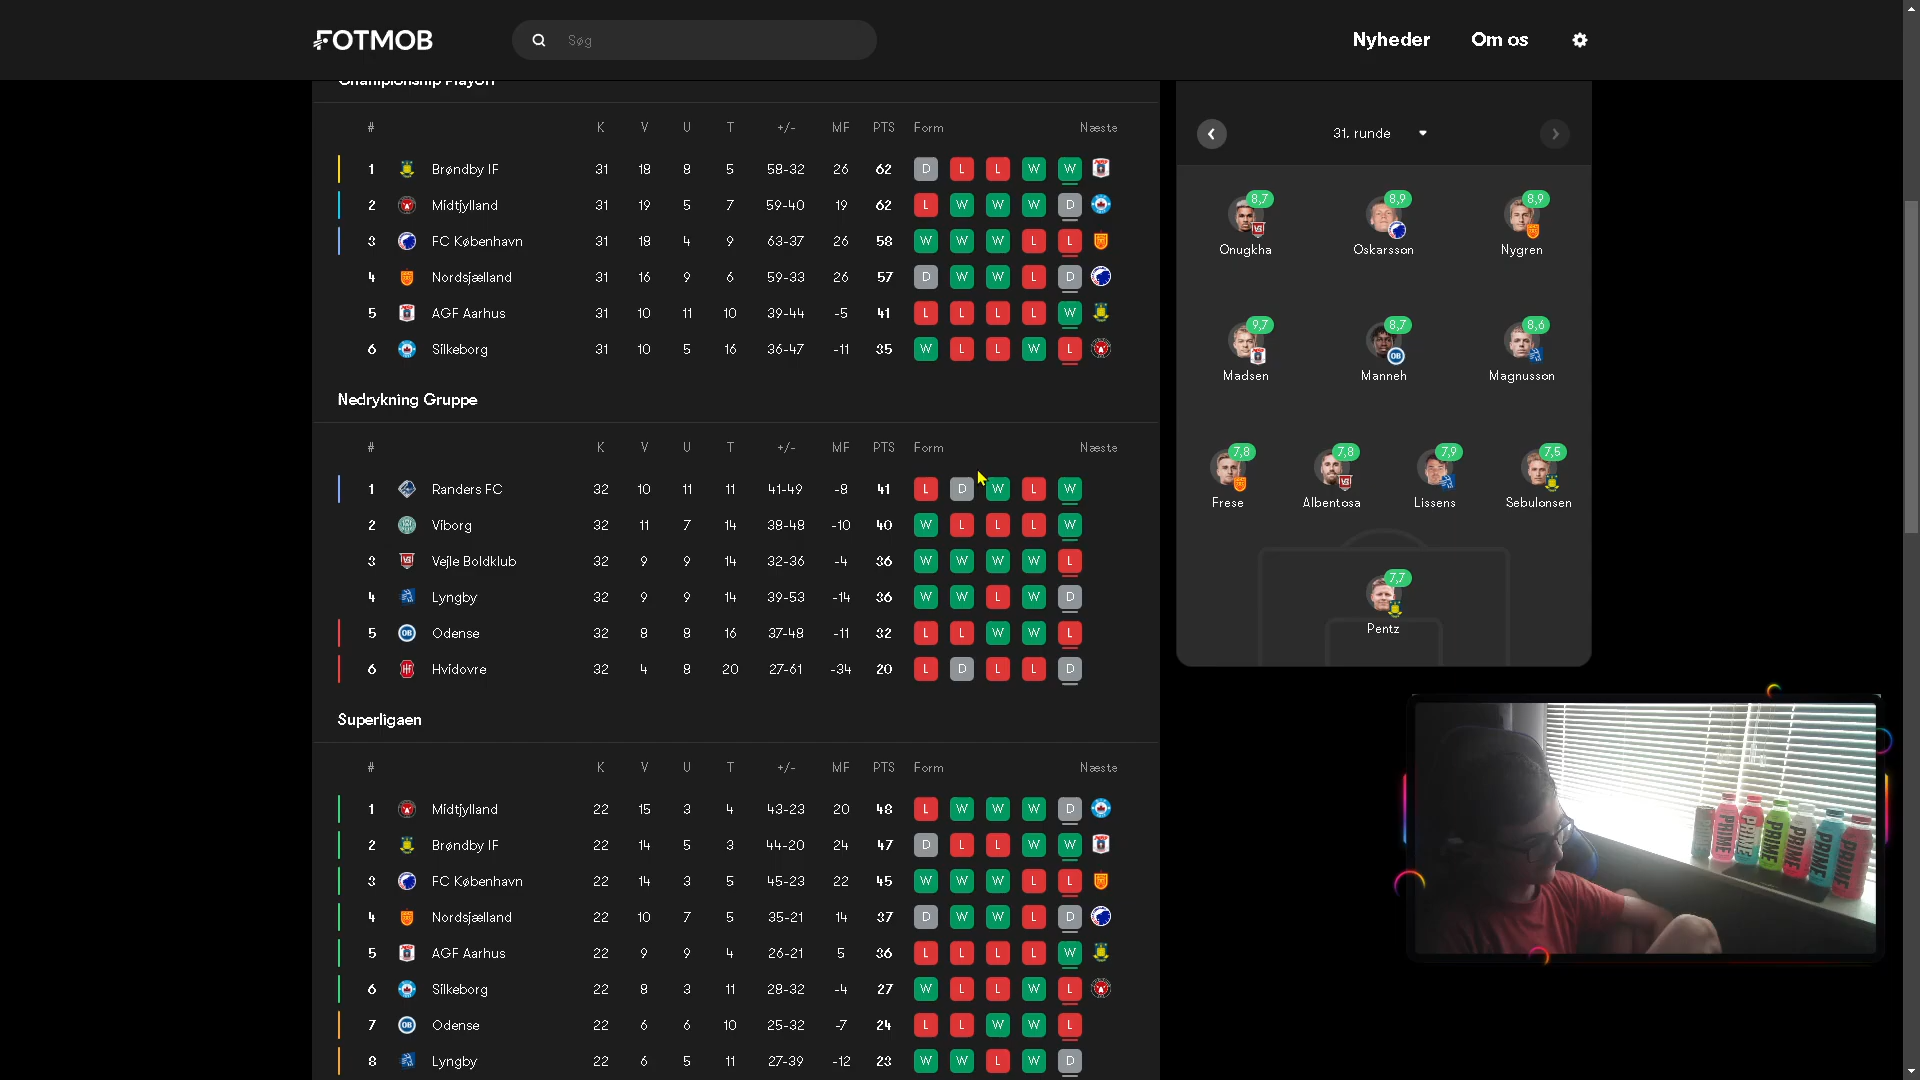 FOTMOB
Søg
Nyheder
Om os
Championship Playoff
# K V U T +/- MF PTS Form Næste
1 Brøndby IF 31 18 8 5 58-32 26 62 D L L W W
2 Midtjylland 31 19 5 7 59-40 19 62 L W W W D
3 FC København 31 18 4 9 63-37 26 58 W W W L L
4 Nordsjælland 31 16 9 6 59-33 26 57 D W W L D
5 AGF Aarhus 31 10 11 10 39-44 -5 41 L L L L W
6 Silkeborg 31 10 5 16 36-47 -11 35 W L L W L
Nedrykning Gruppe
# K V U T +/- MF PTS Form Næste
1 Randers FC 32 10 11 11 41-49 -8 41 L D W L W
2 Viborg 32 11 7 14 38-48 -10 40 W L L L W
3 Vejle Boldklub 32 9 9 14 32-36 -4 36 W W W W L
4 Lyngby 32 9 9 14 39-53 -14 36 W W L W D
5 Odense 32 8 8 16 37-48 -11 32 L L W W L
6 Hvidovre 32 4 8 20 27-61 -34 20 L D L L D
Superligaen
# K V U T +/- MF PTS Form Næste
1 Midtjylland 22 15 3 4 43-23 20 48 L W W W D
2 Brøndby IF 22 14 5 3 44-20 24 47 D L L W W
3 FC København 22 14 3 5 45-23 22 45 W W W L L
4 Nordsjælland 22 10 7 5 35-21 14 37 D W W L D
5 AGF Aarhus 22 9 9 4 26-21 5 36 L L L L W
6 Silkeborg 22 8 3 11 28-32 -4 27 W L L W L
7 Odense 22 6 6 10 25-32 -7 24 L L W W L
8 Lyngby 22 6 5 11 27-39 -12 23 W W L W D
31. runde
8,7 8,9 8,9
Onugkha Oskarsson Nygren
9,7 8,7 8,6
Madsen Manneh Magnusson
7,8 7,8 7,9 7,5
Frese Albentosa Lissens Sebulonsen
7,7
Pentz
PRIME PRIME PRIME PRIME PRIME PRIME